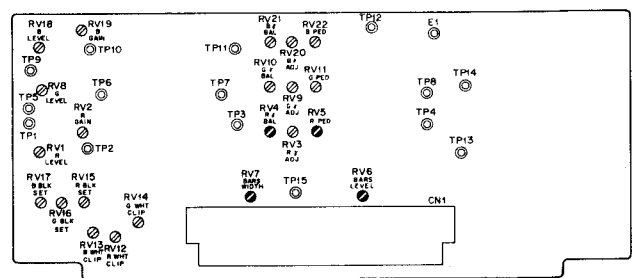 RV18
B
LEVEL
RV19
B
GAIN
RV21
B γ
BAL
RV22
B PED
TP12
E1
TP9
TP10
TP11
RV20
B γ
ADJ
RV10
G γ
BAL
RV11
G PED
TP14
RV8
G
LEVEL
TP6
TP7
TP8
TP5
RV2
R
GAIN
RV9
G γ
ADJ
TP3
RV4
R γ
BAL
RV5
R PED
TP4
TP1
TP2
RV1
R
LEVEL
RV3
R γ
ADJ
TP13
RV17
B BLK
SET
RV15
R BLK
SET
RV14
G WHT
CLIP
RV7
BARS
WIDTH
TP15
RV6
BARS
LEVEL
CN1
RV16
G BLK
SET
RV13
B WHT
CLIP
RV12
R WHT
CLIP